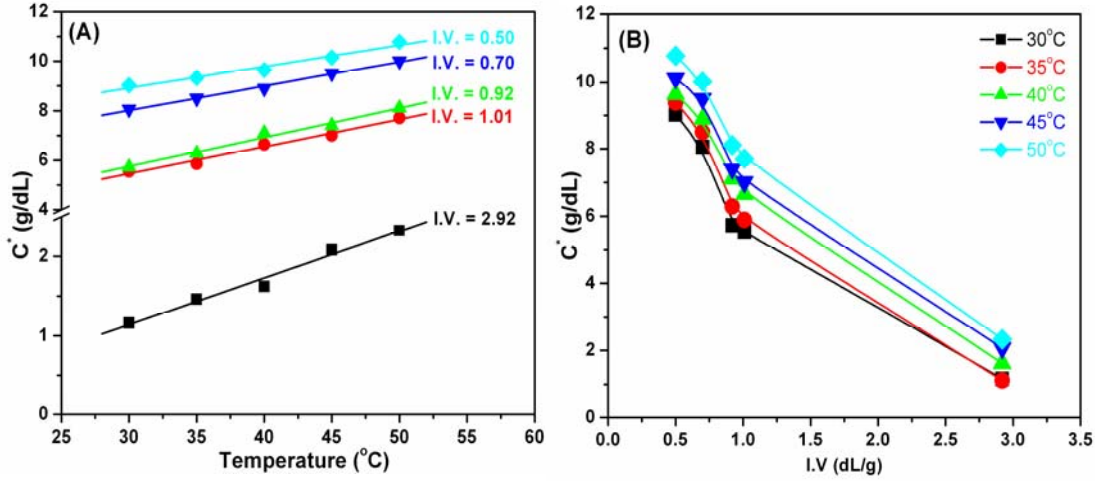 (A)
12
10
8
6
4
2
1
0
C* (g/dL)
I.V. = 0.50
I.V. = 0.70
I.V. = 0.92
I.V. = 1.01
I.V. = 2.92
25 30 35 40 45 50 55 60
Temperature (°C)
(B)
12
10
8
6
4
2
0
C* (g/dL)
30°C
35°C
40°C
45°C
50°C
0.0 0.5 1.0 1.5 2.0 2.5 3.0 3.5
I.V (dL/g)